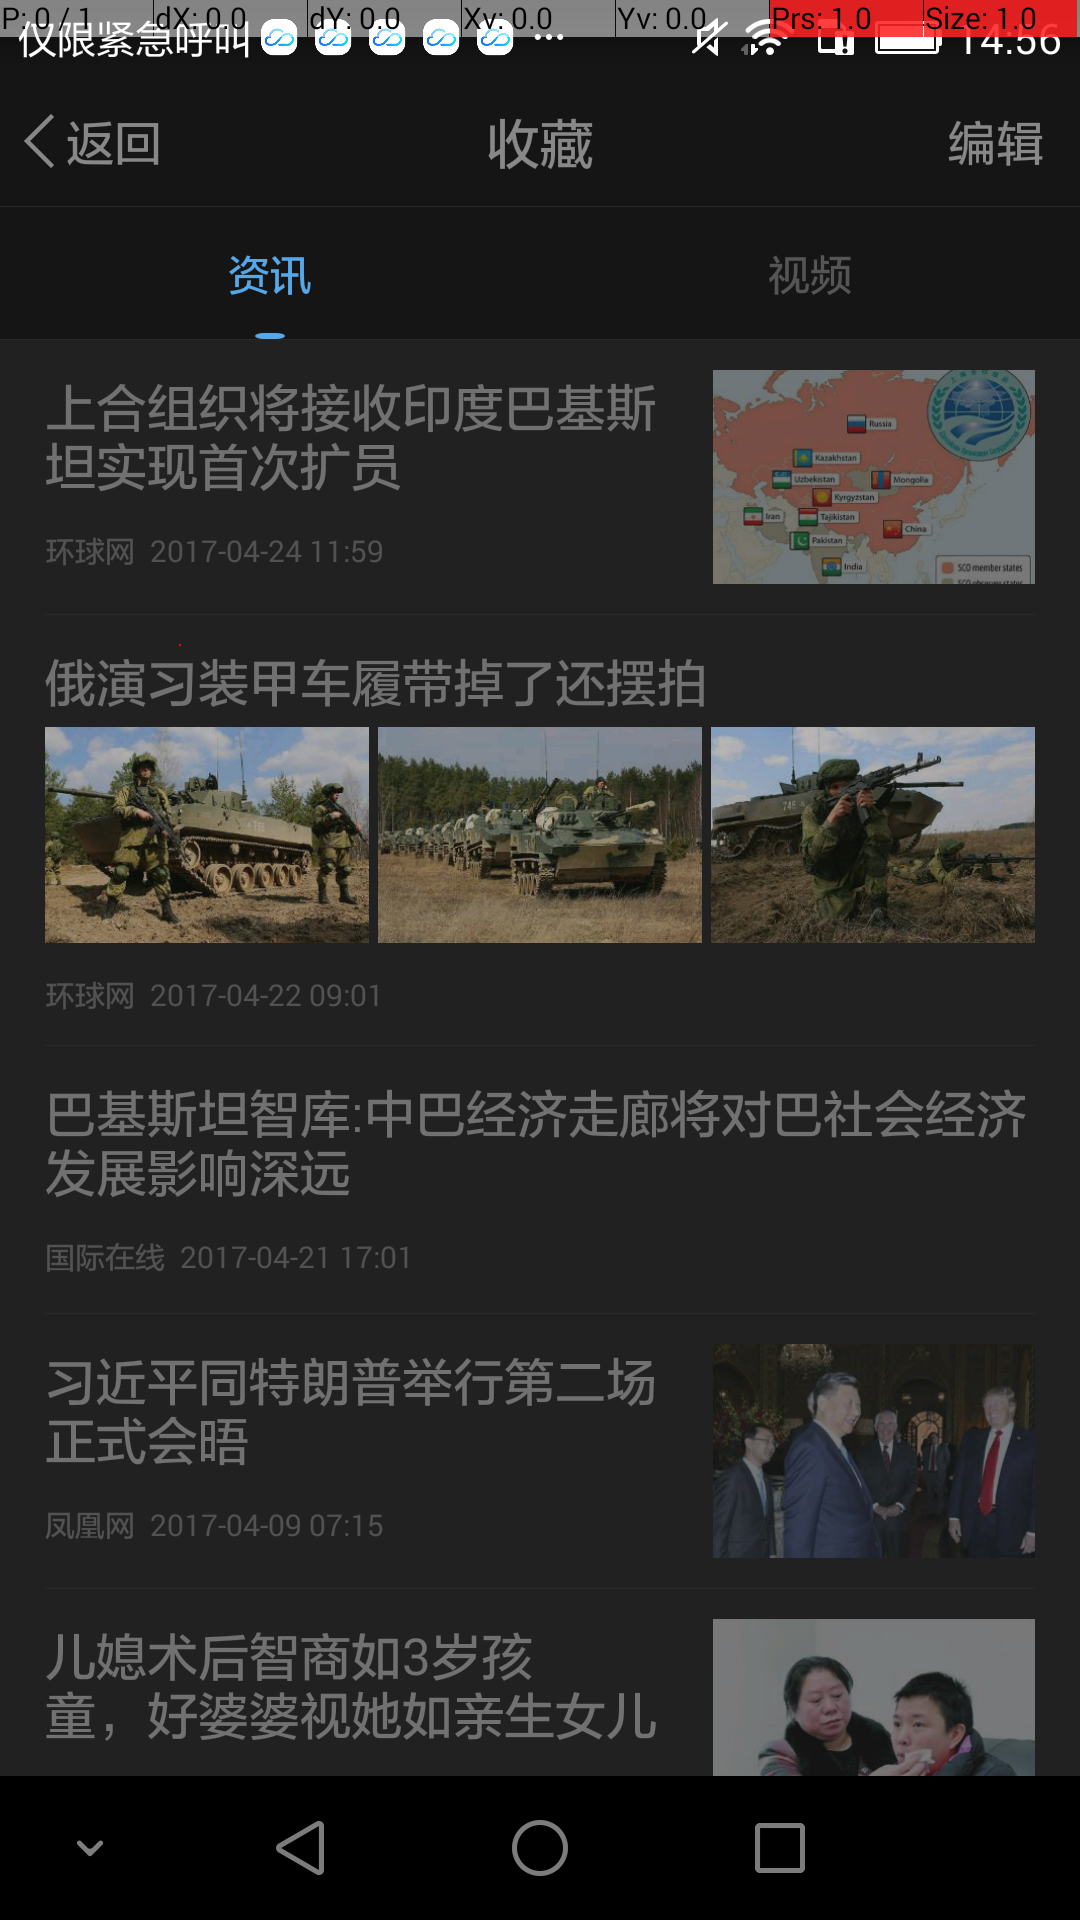 P: 0 / 1 dX: 0.0 dY: 0.0 Xv: 0.0 Yv: 0.0 Prs: 1.0 Size: 1.0
仅限紧急呼叫 ... 14:56
返回 收藏 编辑
资讯 视频
上合组织将接收印度巴基斯
坦实现首次扩员
环球网 2017-04-24 11:59
Russia
Kazakhstan
Uzbekistan
Mongolia
Kyrgyzstan
Iran
Tajikistan
China
Pakistan
India
SCO member states
SCO observer states
俄演习装甲车履带掉了还摆拍
环球网 2017-04-22 09:01
巴基斯坦智库:中巴经济走廊将对巴社会经济
发展影响深远
国际在线 2017-04-21 17:01
习近平同特朗普举行第二场
正式会晤
凤凰网 2017-04-09 07:15
儿媳术后智商如3岁孩
童，好婆婆视她如亲生女儿